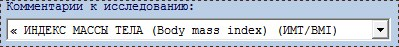 Комментарии к исследованию:
« ИНДЕКС МАССЫ ТЕЛА (Body mass index) (ИМТ/BMI)